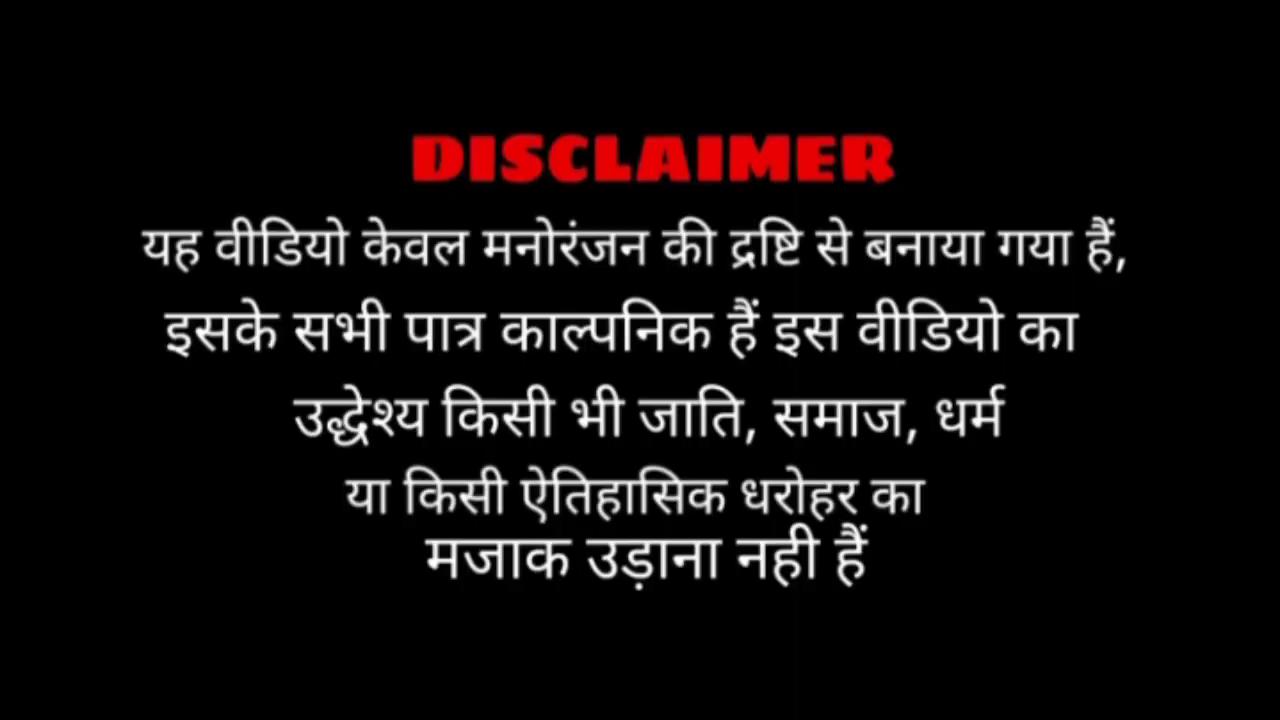 DISCLAIMER
यह वीडियो केवल मनोरंजन की द्रष्टि से बनाया गया हैं,
इसके सभी पात्र काल्पनिक हैं इस वीडियो का
उद्धेश्य किसी भी जाति, समाज, धर्म
या किसी ऐतिहासिक धरोहर का
मजाक उड़ाना नही हैं